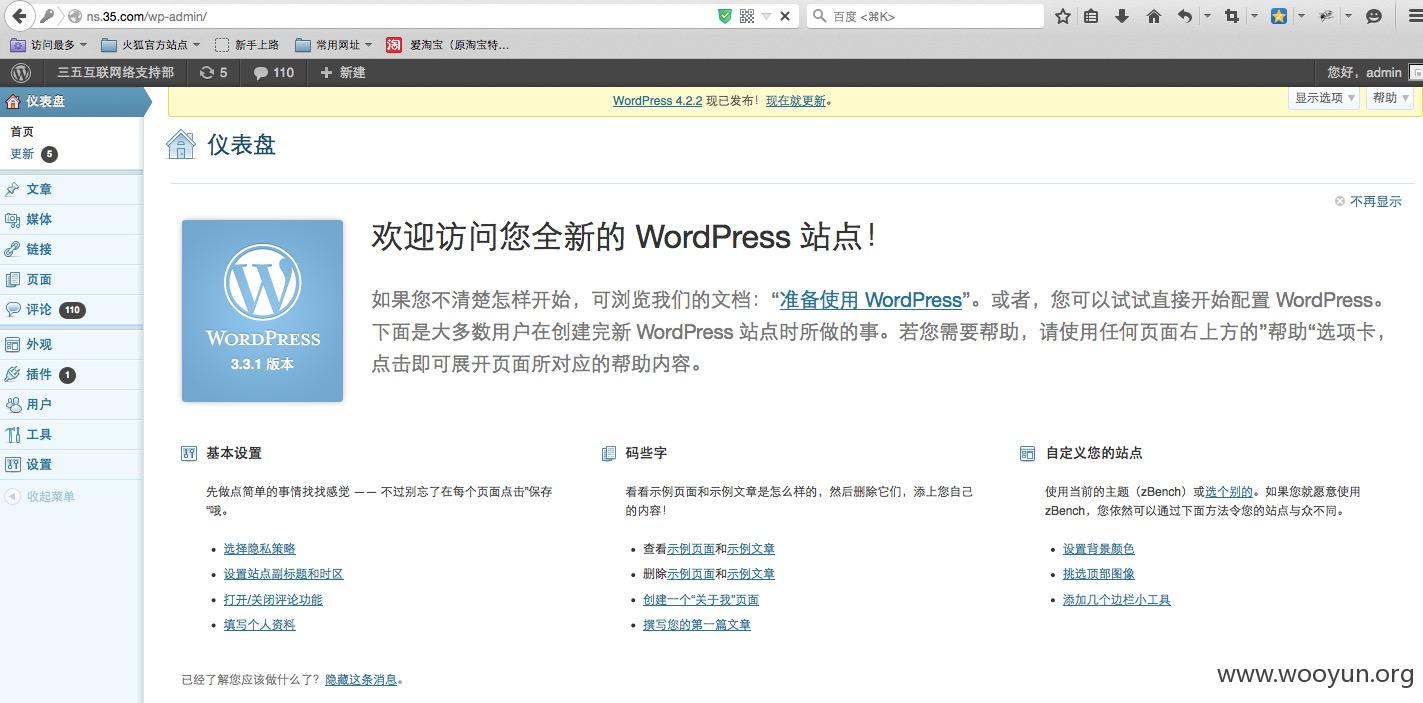 ns.35.com/wp-admin/
百度 <⌘K>
访问最多 火狐官方站点 新手上路 常用网址 淘 爱淘宝（原淘宝特...
三五互联网络支持部 5 110 新建 您好，admin
仪表盘
首页
更新 5
文章
媒体
链接
页面
评论 110
外观
插件 1
用户
工具
设置
收起菜单
WordPress 4.2.2 现已发布！现在就更新。
显示选项 帮助
仪表盘
不再显示
WORDPRESS
3.3.1 版本
欢迎访问您全新的 WordPress 站点！
如果您不清楚怎样开始，可浏览我们的文档：“准备使用 WordPress”。或者，您可以试试直接开始配置 WordPress。
下面是大多数用户在创建完新 WordPress 站点时所做的事。若您需要帮助，请使用任何页面右上方的”帮助“选项卡，
点击即可展开页面所对应的帮助内容。
基本设置
先做点简单的事情找找感觉 —— 不过别忘了在每个页面点击”保存
“哦。
选择隐私策略
设置站点副标题和时区
打开/关闭评论功能
填写个人资料
码些字
看看示例页面和示例文章是怎么样的，然后删除它们，添上您自己
的内容！
查看示例页面和示例文章
删除示例页面和示例文章
创建一个“关于我”页面
撰写您的第一篇文章
自定义您的站点
使用当前的主题（zBench）或选个别的。如果您就愿意使用
zBench，您依然可以通过下面方法令您的站点与众不同。
设置背景颜色
挑选顶部图像
添加几个边栏小工具
已经了解您应该做什么了？隐藏这条消息。
www.wooyun.org